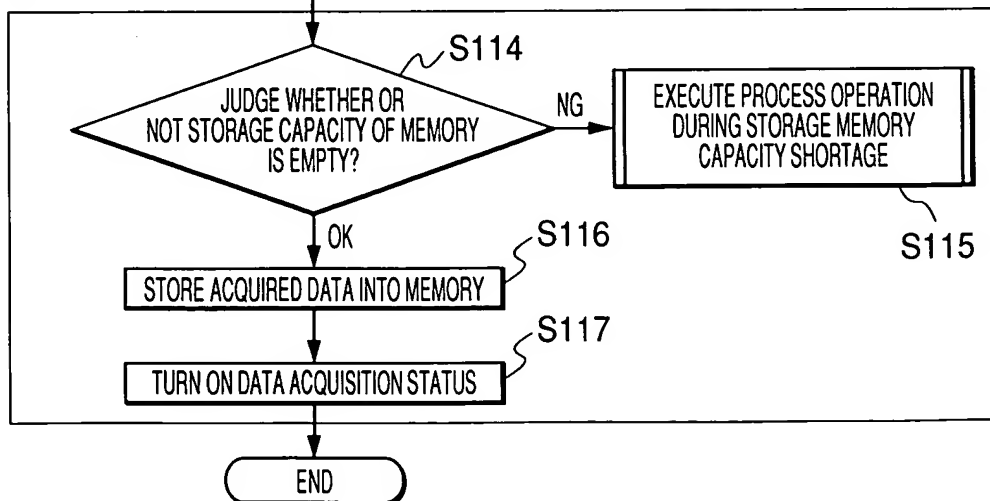 S114
JUDGE WHETHER OR
NOT STORAGE CAPACITY OF MEMORY
IS EMPTY?
NG
EXECUTE PROCESS OPERATION
DURING STORAGE MEMORY
CAPACITY SHORTAGE
S115
OK
S116
STORE ACQUIRED DATA INTO MEMORY
S117
TURN ON DATA ACQUISITION STATUS
END